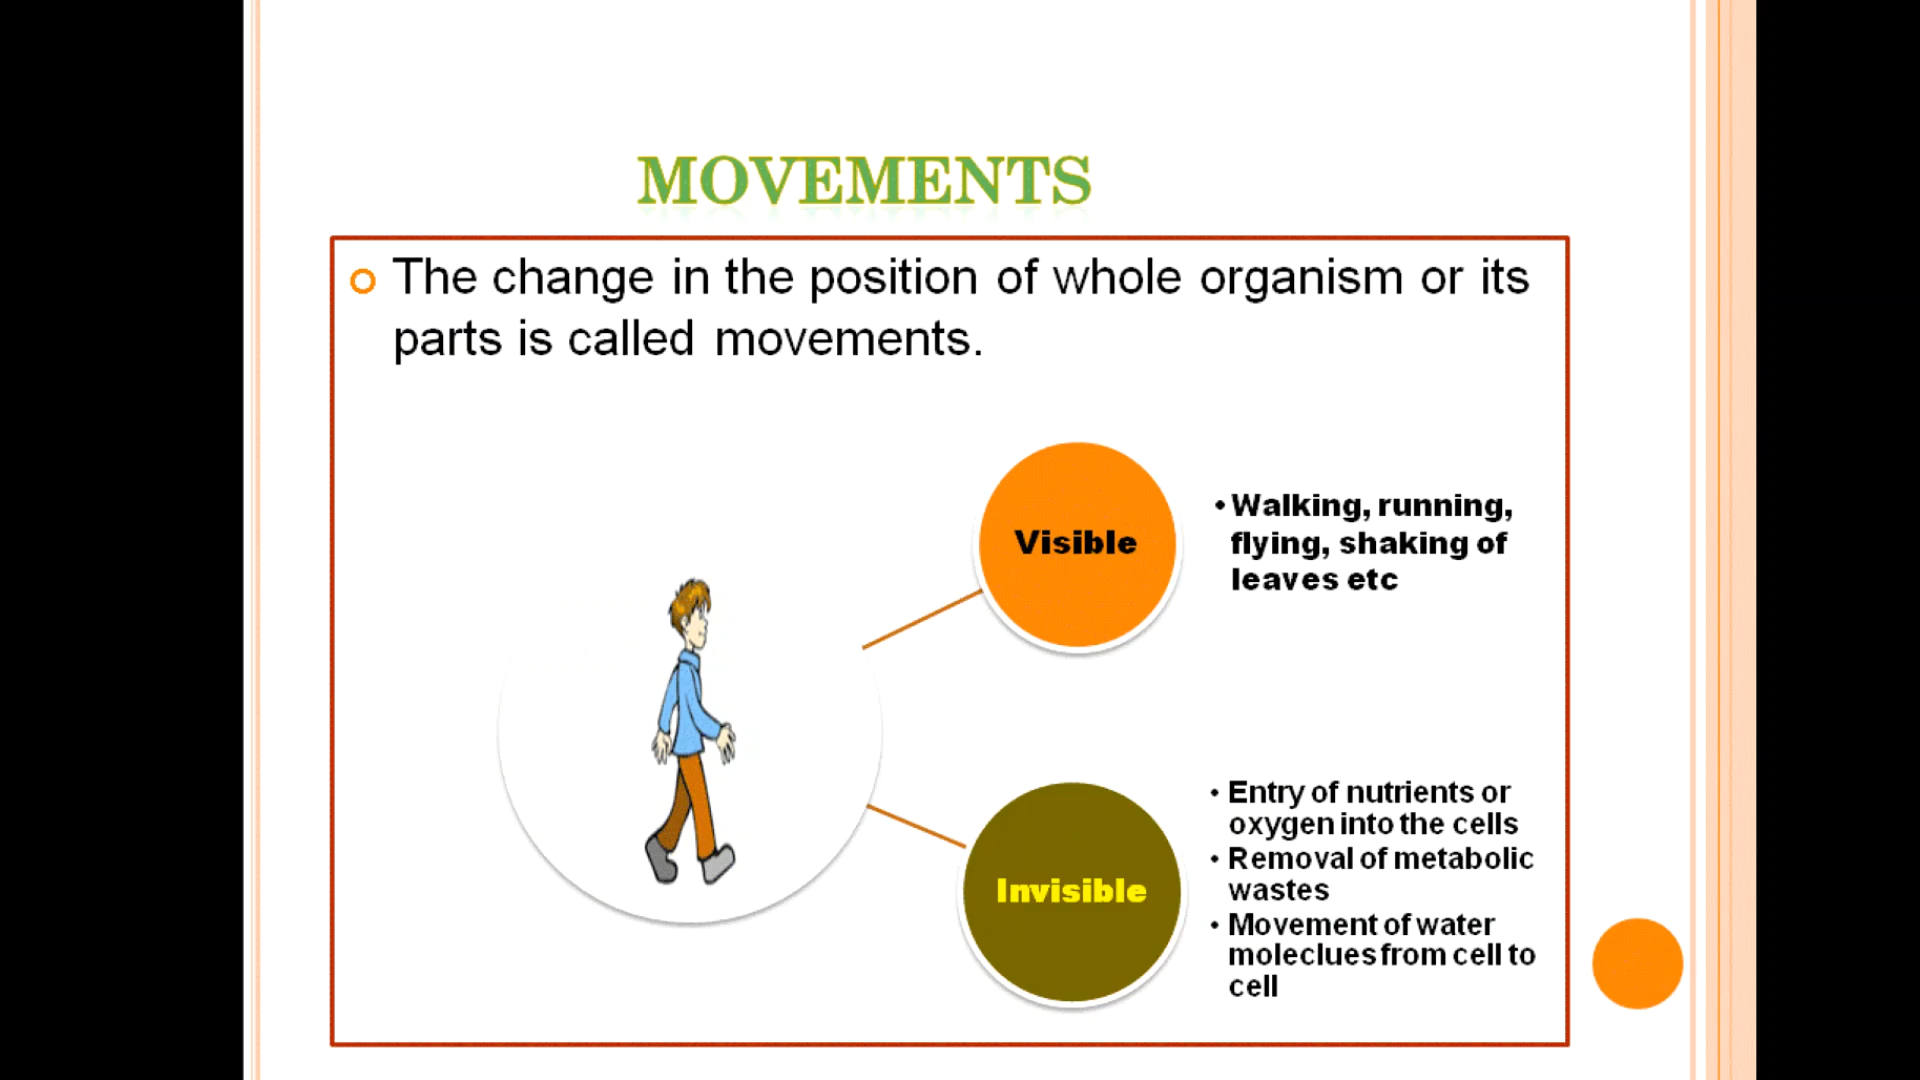 MOVEMENTS
The change in the position of whole organism or its
parts is called movements.
Visible
• Walking, running,
flying, shaking of
leaves etc
Invisible
• Entry of nutrients or
oxygen into the cells
• Removal of metabolic
wastes
• Movement of water
moleclues from cell to
cell